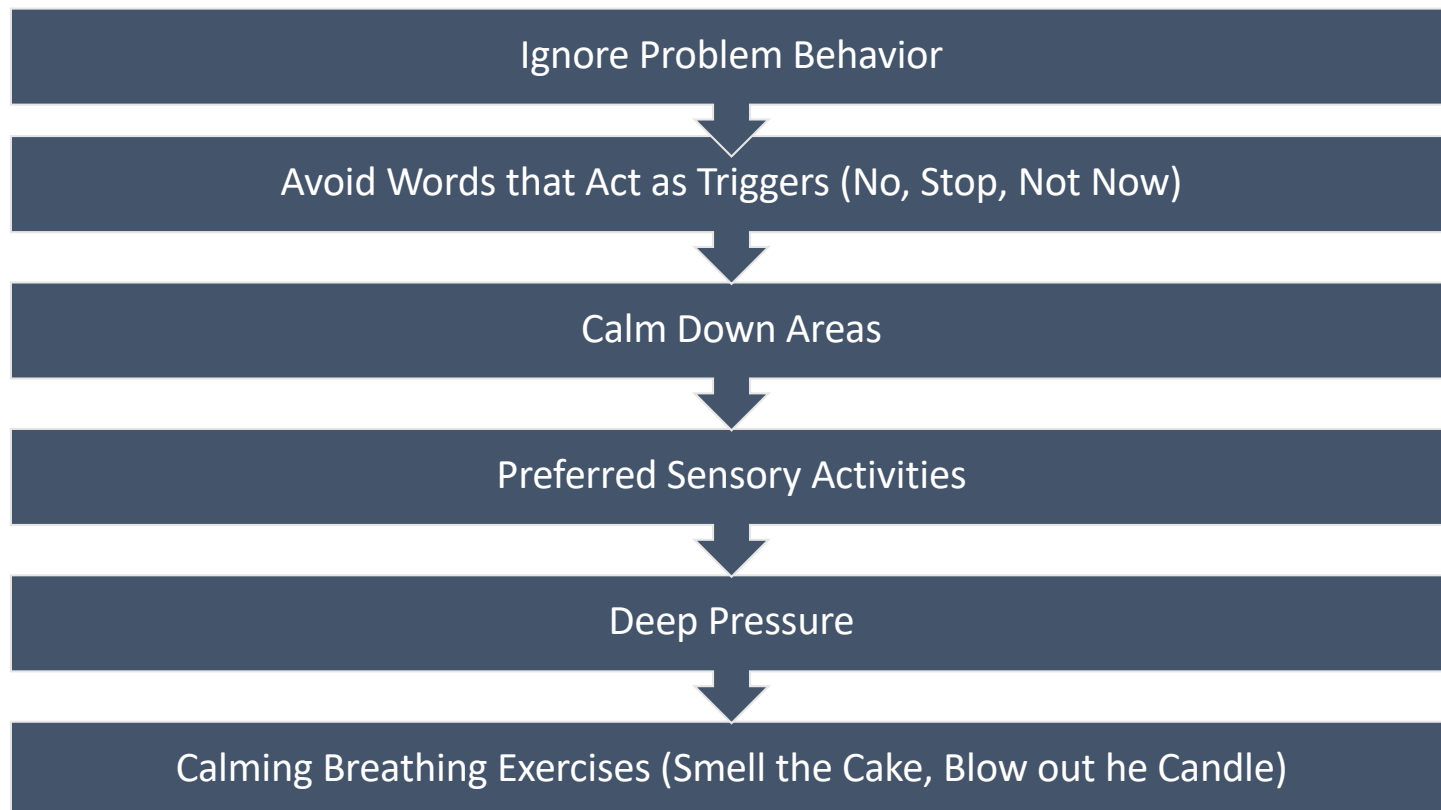 Ignore Problem Behavior
Avoid Words that Act as Triggers (No, Stop, Not Now)
Calm Down Areas
Preferred Sensory Activities
Deep Pressure
Calming Breathing Exercises (Smell the Cake, Blow out he Candle)